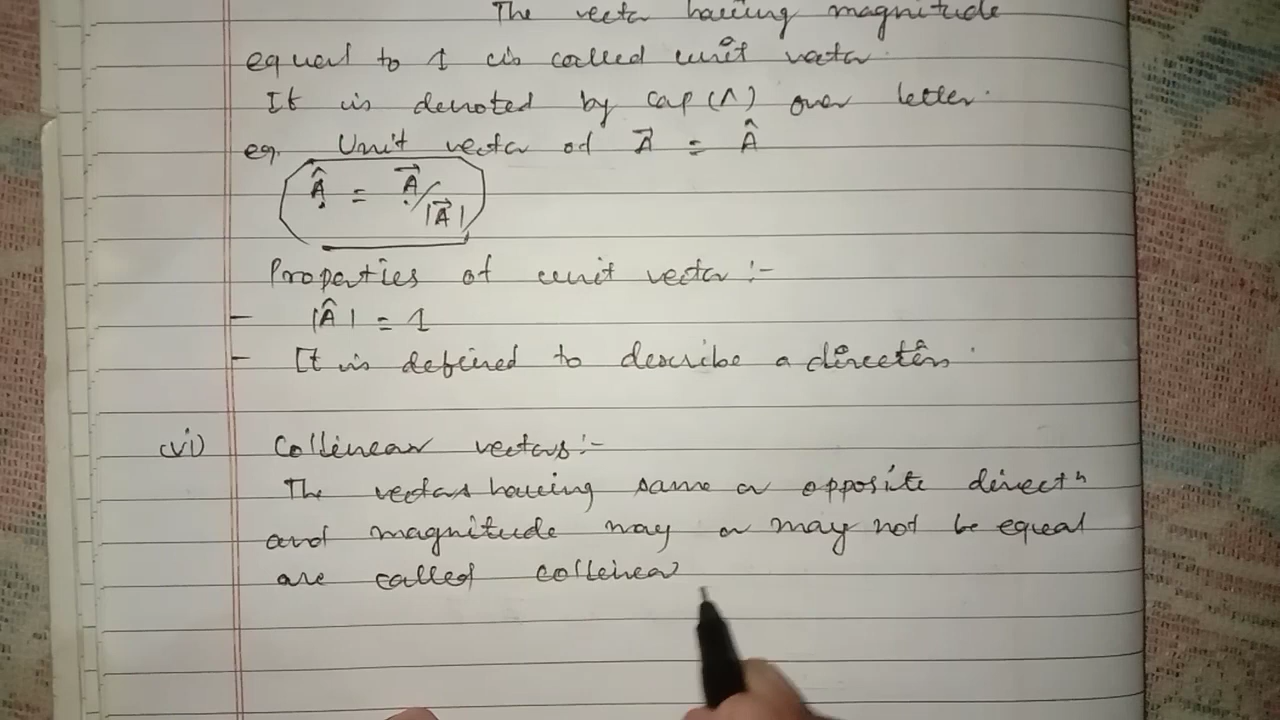 The vector having magnitude
equal to 1 is called unit vector
It is denoted by cap (^) over letter.
eg. Unit vector of A⃗ = Â
Â = A⃗/|A⃗|
Properties of unit vector :-
- |Â| = 1
- It is defined to describe a direction.
(vi) Collinear vectors :-
The vectors having same or opposite directn
and magnitude may or may not be equal
are called collinear